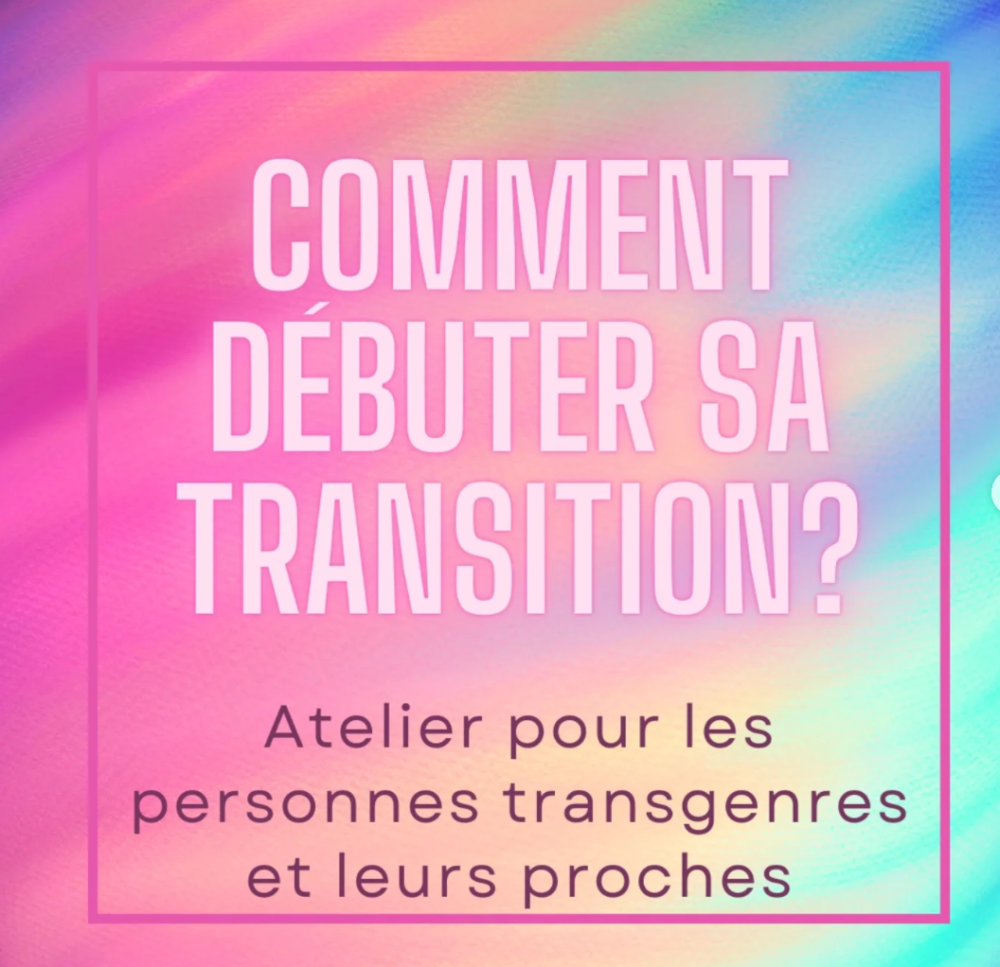 COMMENT
DÉBUTER SA
TRANSITION?
Atelier pour les
personnes transgenres
et leurs proches